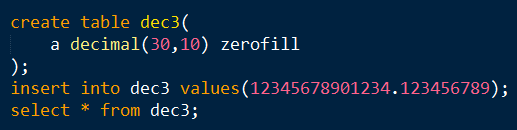 create table dec3(
    a decimal(30,10) zerofill
);
insert into dec3 values(12345678901234.123456789);
select * from dec3;